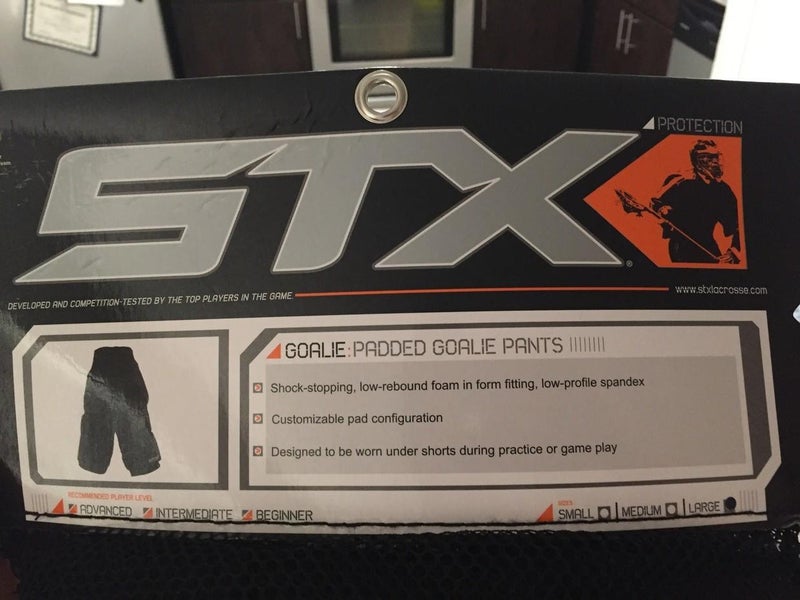 PROTECTION
STX®
www.stxlacrosse.com
DEVELOPED AND COMPETITION-TESTED BY THE TOP PLAYERS IN THE GAME.
GOALIE:PADDED GOALIE PANTS
Shock-stopping, low-rebound foam in form fitting, low-profile spandex
Customizable pad configuration
Designed to be worn under shorts during practice or game play
RECOMMENDED PLAYER LEVEL
ADVANCED INTERMEDIATE BEGINNER
SIZES
SMALL | MEDIUM | LARGE